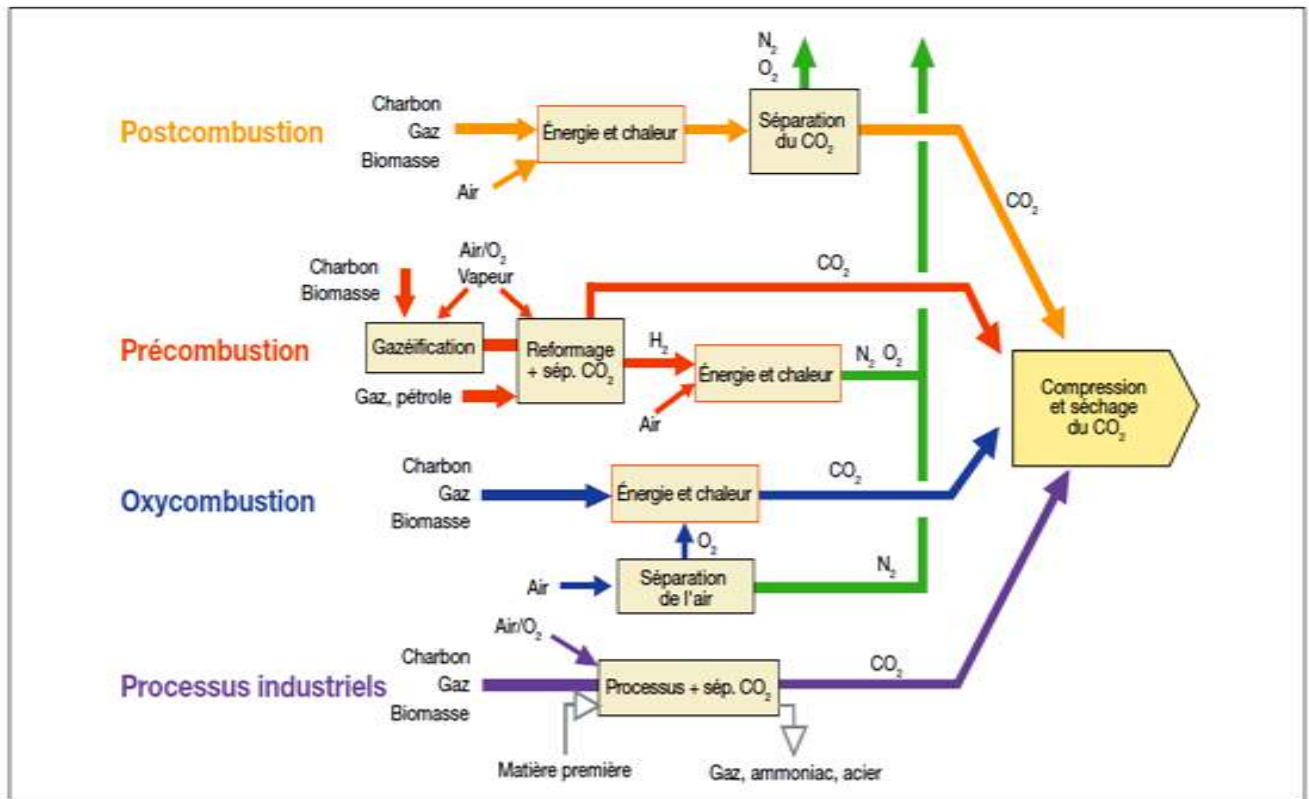 N₂
O₂
Postcombustion
Charbon
Gaz
Biomasse
Air
Énergie et chaleur
Séparation
du CO₂
CO₂
Précombustion
Charbon
Biomasse
Air/O₂
Vapeur
Gazéification
Gaz, pétrole
Reformage
+ sép. CO₂
CO₂
H₂
Air
Énergie et chaleur
N₂ O₂
Compression
et séchage
du CO₂
Oxycombustion
Charbon
Gaz
Biomasse
Énergie et chaleur
CO₂
O₂
Air
Séparation
de l'air
N₂
Processus industriels
Air/O₂
Charbon
Gaz
Biomasse
Processus + sép. CO₂
CO₂
Matière première
Gaz, ammoniac, acier